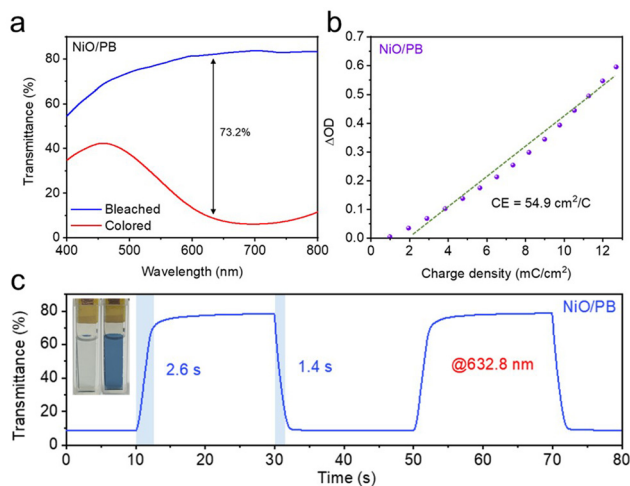 a
NiO/PB
Transmittance (%)
80
60
40
20
0
73.2%
Bleached
Colored
400
500
600
700
800
Wavelength (nm)
b
NiO/PB
ΔOD
0.6
0.5
0.4
0.3
0.2
0.1
0.0
CE = 54.9 cm²/C
0
2
4
6
8
10
12
Charge density (mC/cm²)
c
NiO/PB
Transmittance (%)
80
60
40
20
0
2.6 s
1.4 s
@632.8 nm
0
10
20
30
40
50
60
70
80
Time (s)